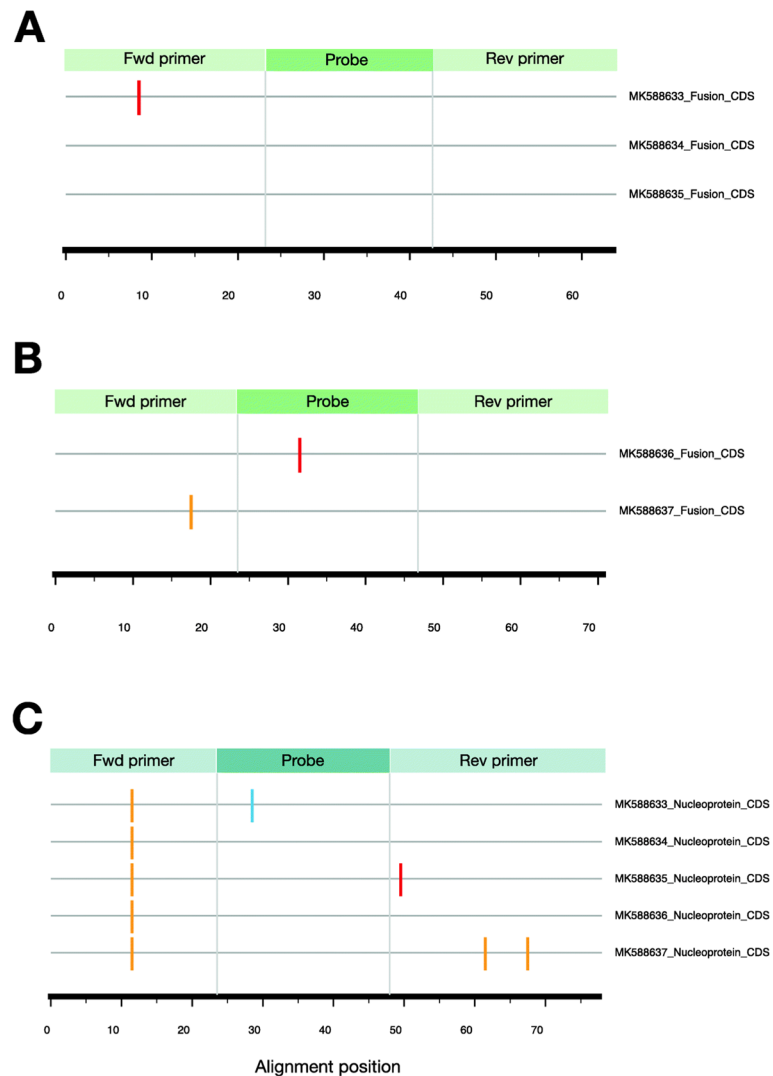 A
Fwd primer Probe Rev primer
MK588633_Fusion_CDS
MK588634_Fusion_CDS
MK588635_Fusion_CDS
0 10 20 30 40 50 60
B
Fwd primer Probe Rev primer
MK588636_Fusion_CDS
MK588637_Fusion_CDS
0 10 20 30 40 50 60 70
C
Fwd primer Probe Rev primer
MK588633_Nucleoprotein_CDS
MK588634_Nucleoprotein_CDS
MK588635_Nucleoprotein_CDS
MK588636_Nucleoprotein_CDS
MK588637_Nucleoprotein_CDS
0 10 20 30 40 50 60 70
Alignment position